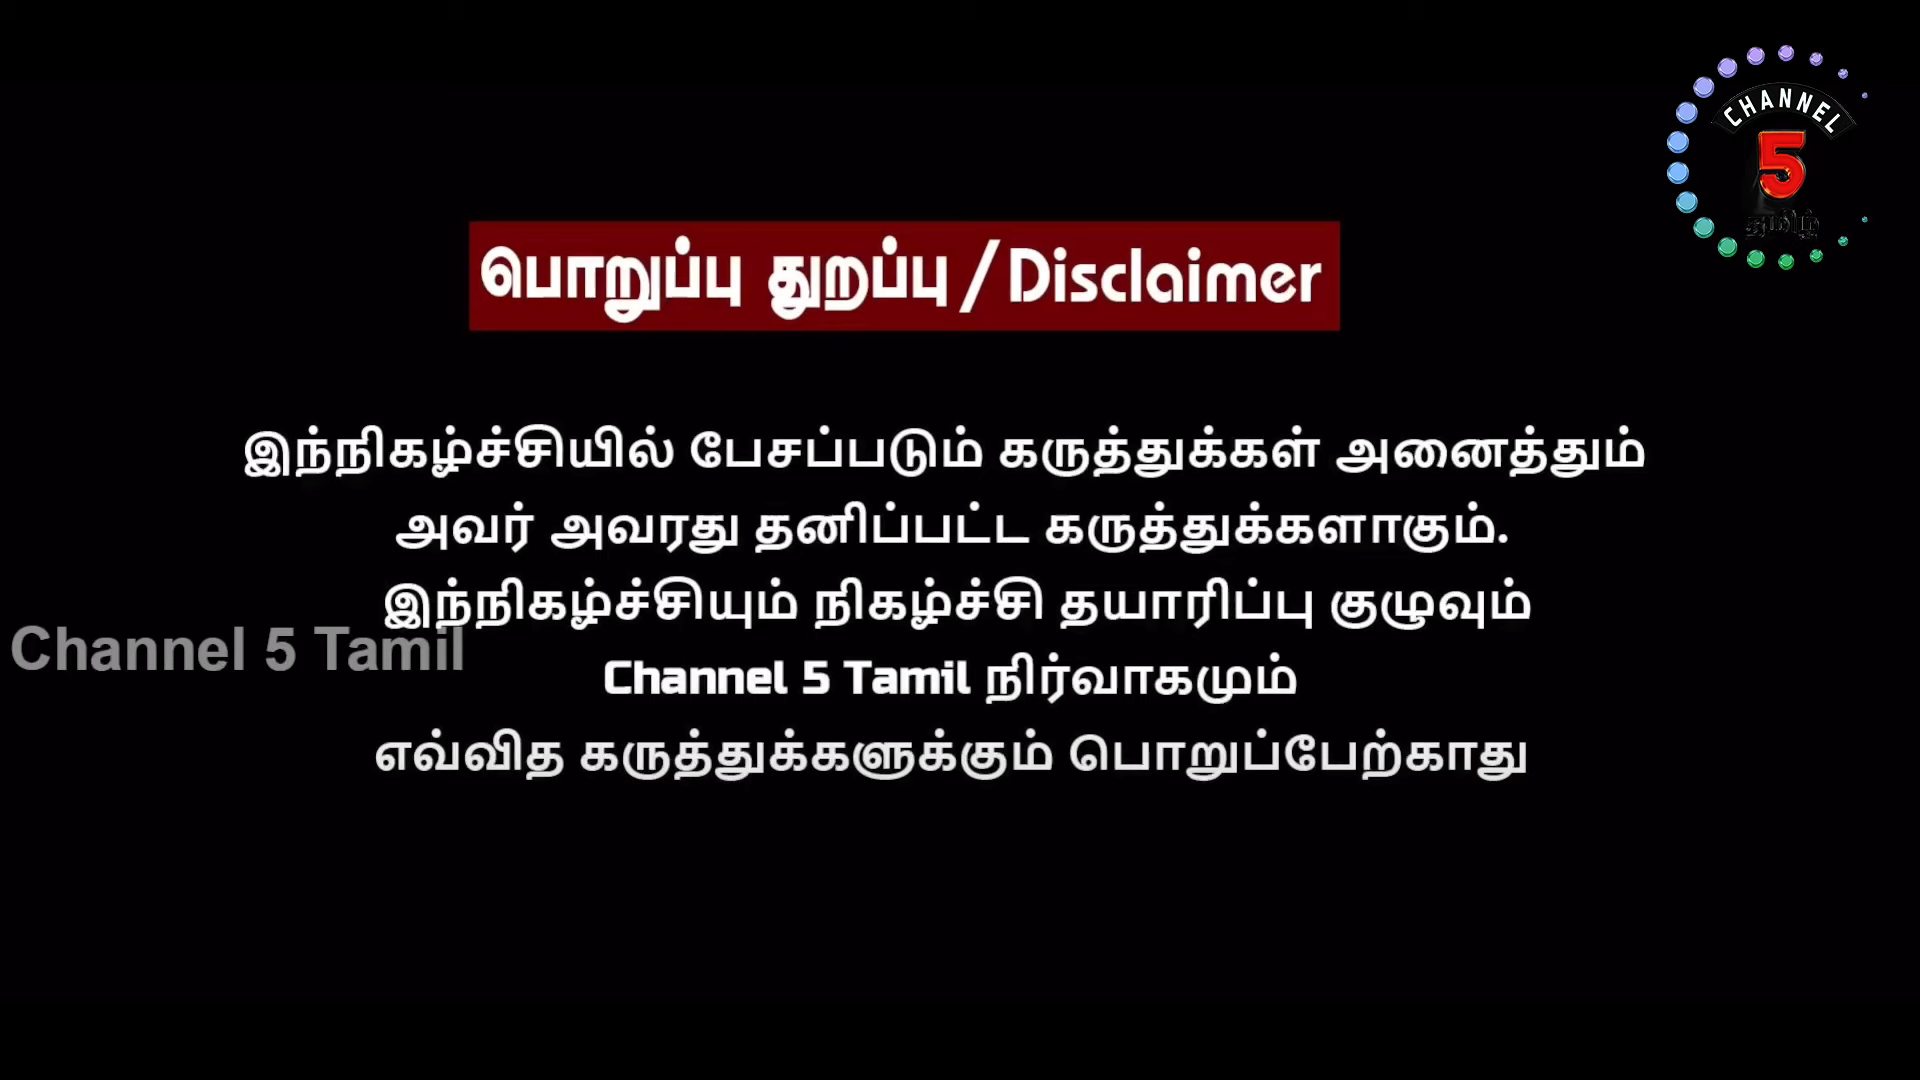 CHANNEL
5
தமிழ்
பொறுப்பு துறப்பு / Disclaimer
இந்நிகழ்ச்சியில் பேசப்படும் கருத்துக்கள் அனைத்தும்
அவர் அவரது தனிப்பட்ட கருத்துக்களாகும்.
இந்நிகழ்ச்சியும் நிகழ்ச்சி தயாரிப்பு குழுவும்
Channel 5 Tamil
Channel 5 Tamil நிர்வாகமும்
எவ்வித கருத்துக்களுக்கும் பொறுப்பேற்காது